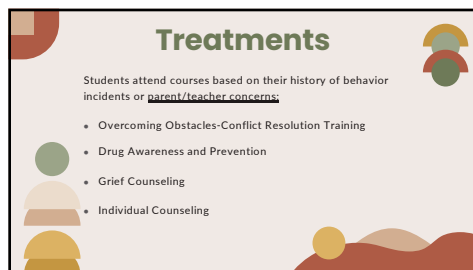 Treatments
Students attend courses based on their history of behavior
incidents or parent/teacher concerns:
• Overcoming Obstacles-Conflict Resolution Training
• Drug Awareness and Prevention
• Grief Counseling
• Individual Counseling